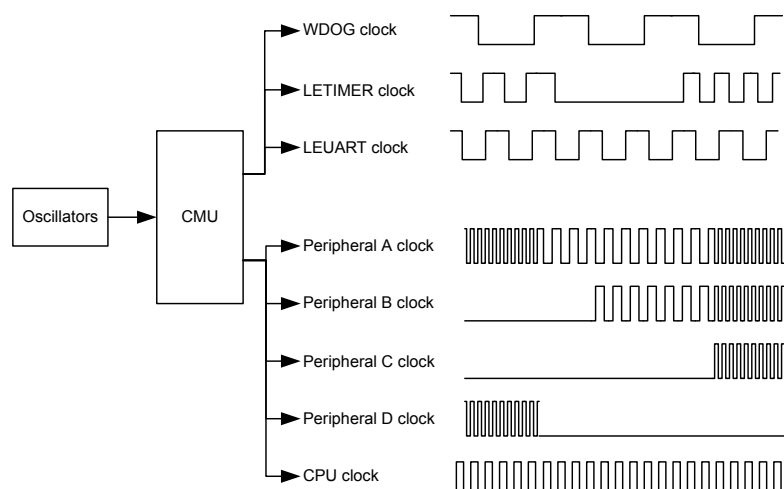 WDOG clock
LETIMER clock
LEUART clock
Oscillators
CMU
Peripheral A clock
Peripheral B clock
Peripheral C clock
Peripheral D clock
CPU clock